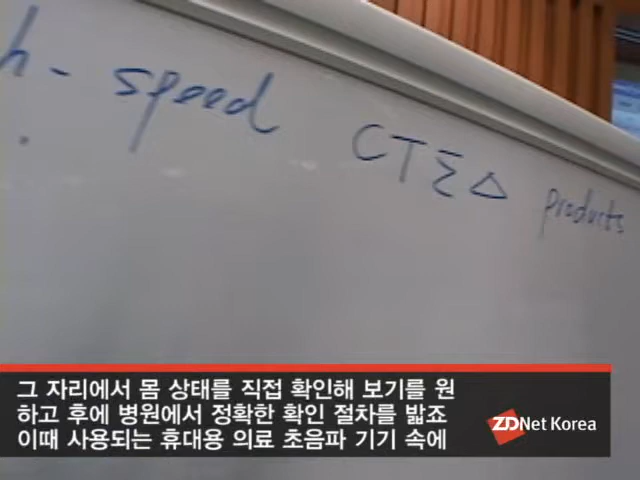 h- speed CTΣΔ products
그 자리에서 몸 상태를 직접 확인해 보기를 원
하고 후에 병원에서 정확한 확인 절차를 밟죠
이때 사용되는 휴대용 의료 초음파 기기 속에
ZDNet Korea